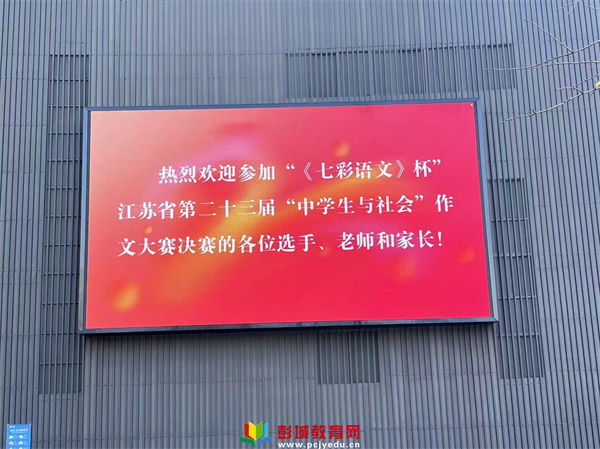 热烈欢迎参加“《七彩语文》杯”
江苏省第二十三届“中学生与社会”作
文大赛决赛的各位选手、老师和家长！
彭城教育网
www.pcjyedu.cn